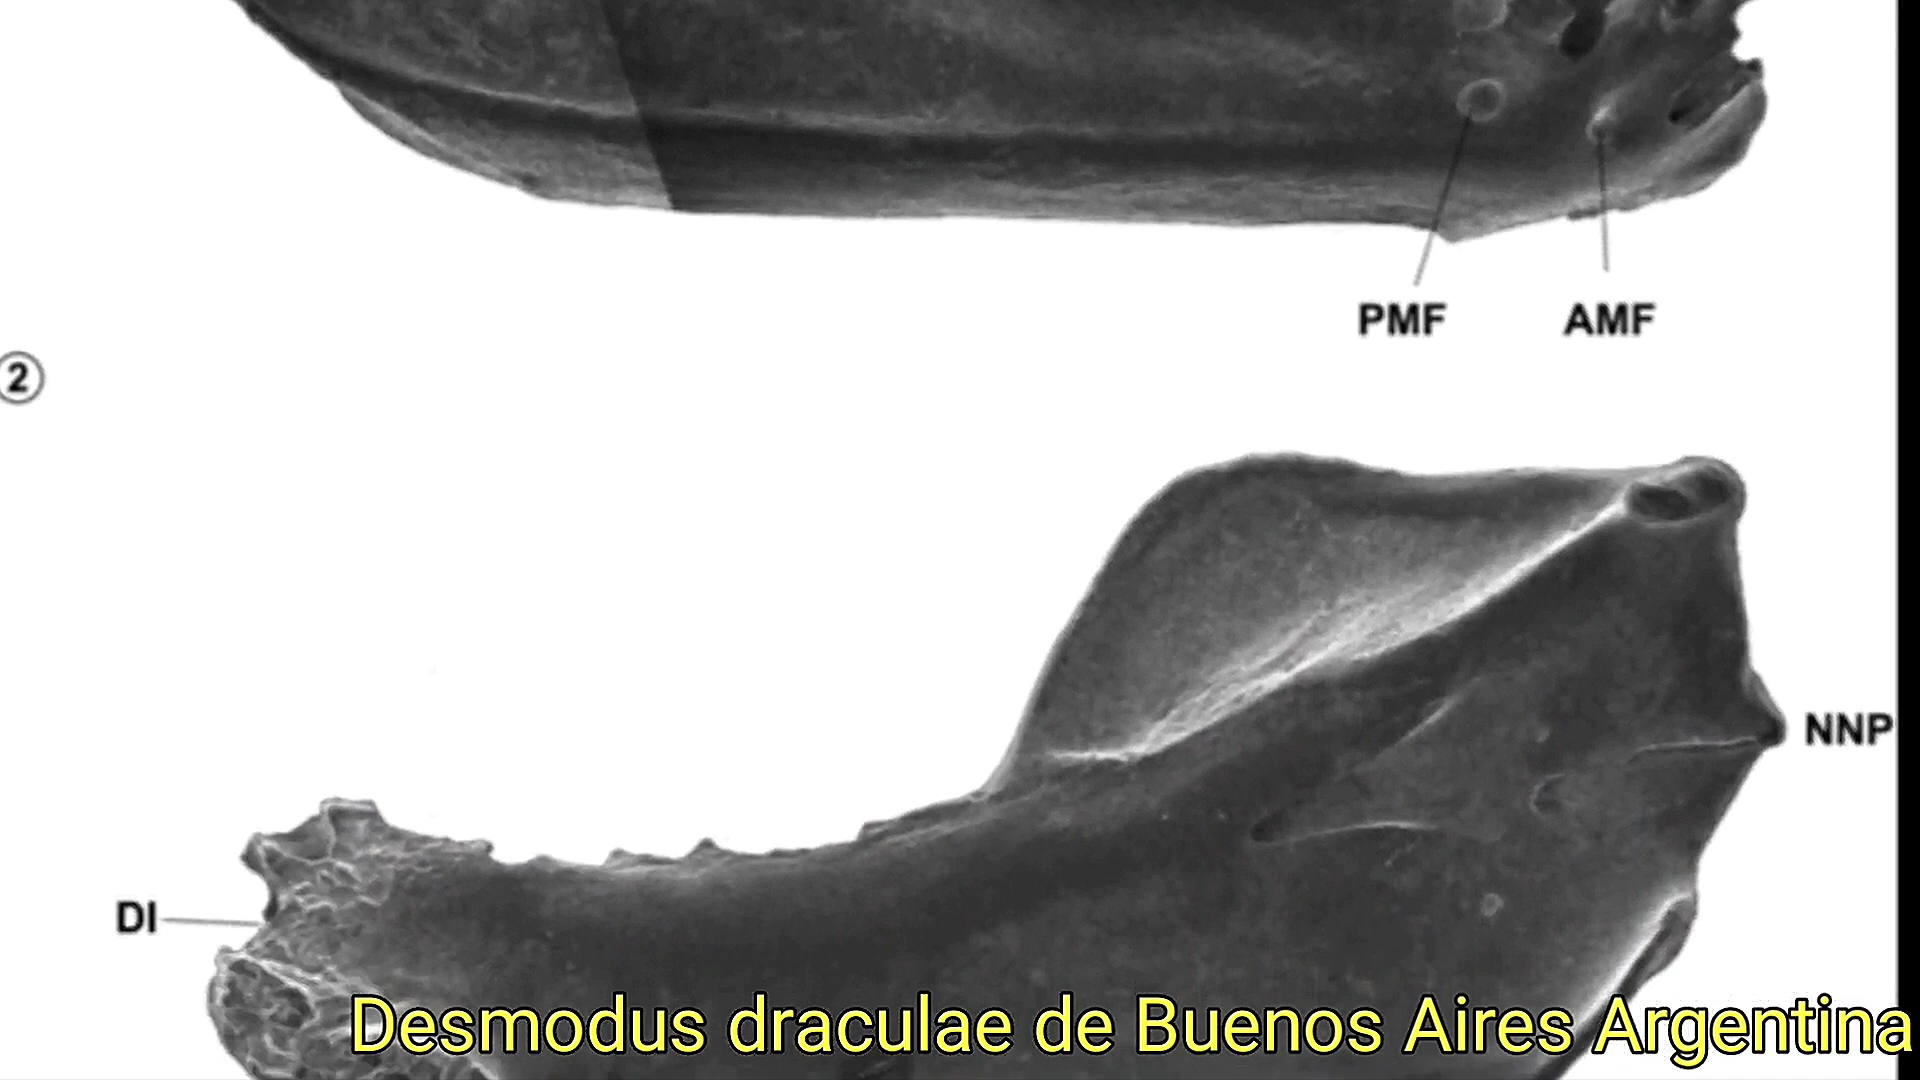 PMF AMF
2
NNP
DI
Desmodus draculae de Buenos Aires Argentina